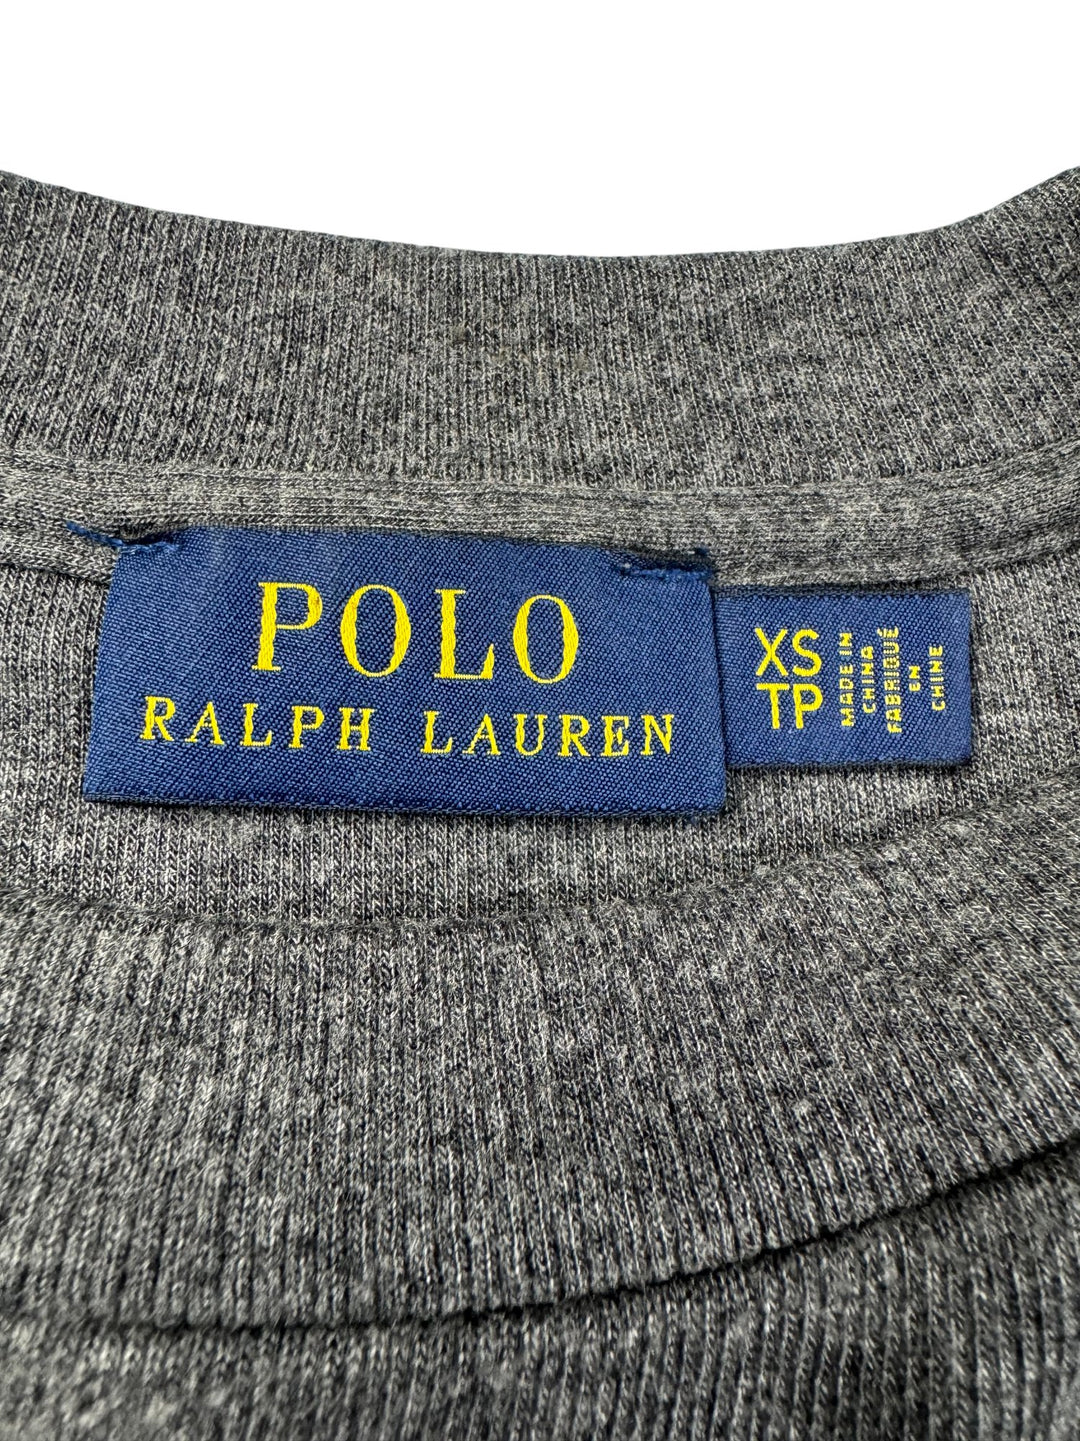 POLO
RALPH LAUREN
XS
TP
MADE IN
CHINA
FABRIQUÉ
EN
CHINE